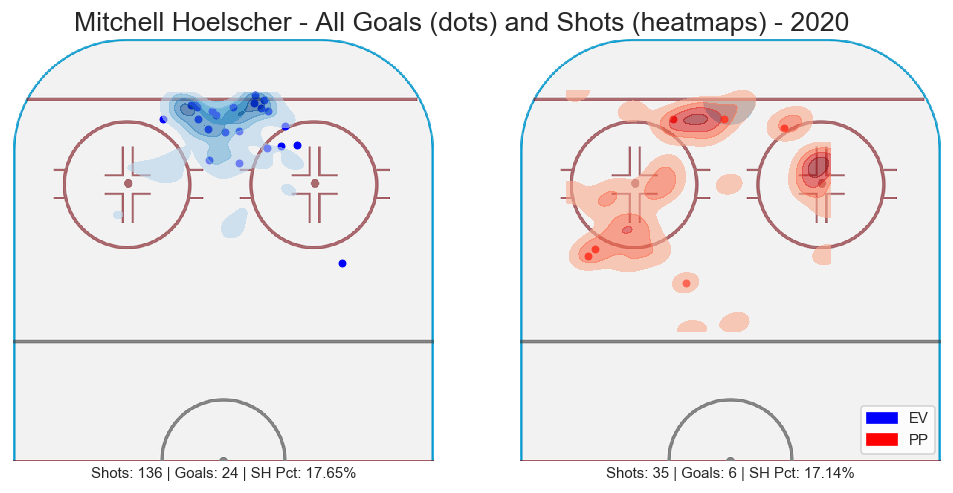 Mitchell Hoelscher - All Goals (dots) and Shots (heatmaps) - 2020
EV
PP
Shots: 136 | Goals: 24 | SH Pct: 17.65%
Shots: 35 | Goals: 6 | SH Pct: 17.14%